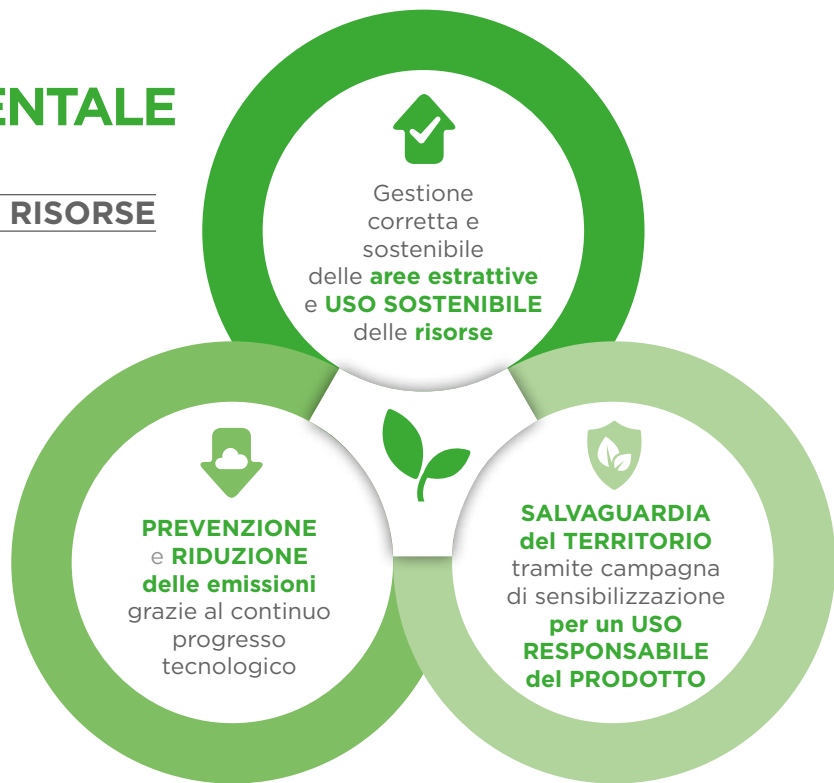 ENTALE
RISORSE
Gestione
corretta e
sostenibile
delle aree estrattive
e USO SOSTENIBILE
delle risorse
PREVENZIONE
e RIDUZIONE
delle emissioni
grazie al continuo
progresso
tecnologico
SALVAGUARDIA
del TERRITORIO
tramite campagna
di sensibilizzazione
per un USO
RESPONSABILE
del PRODOTTO